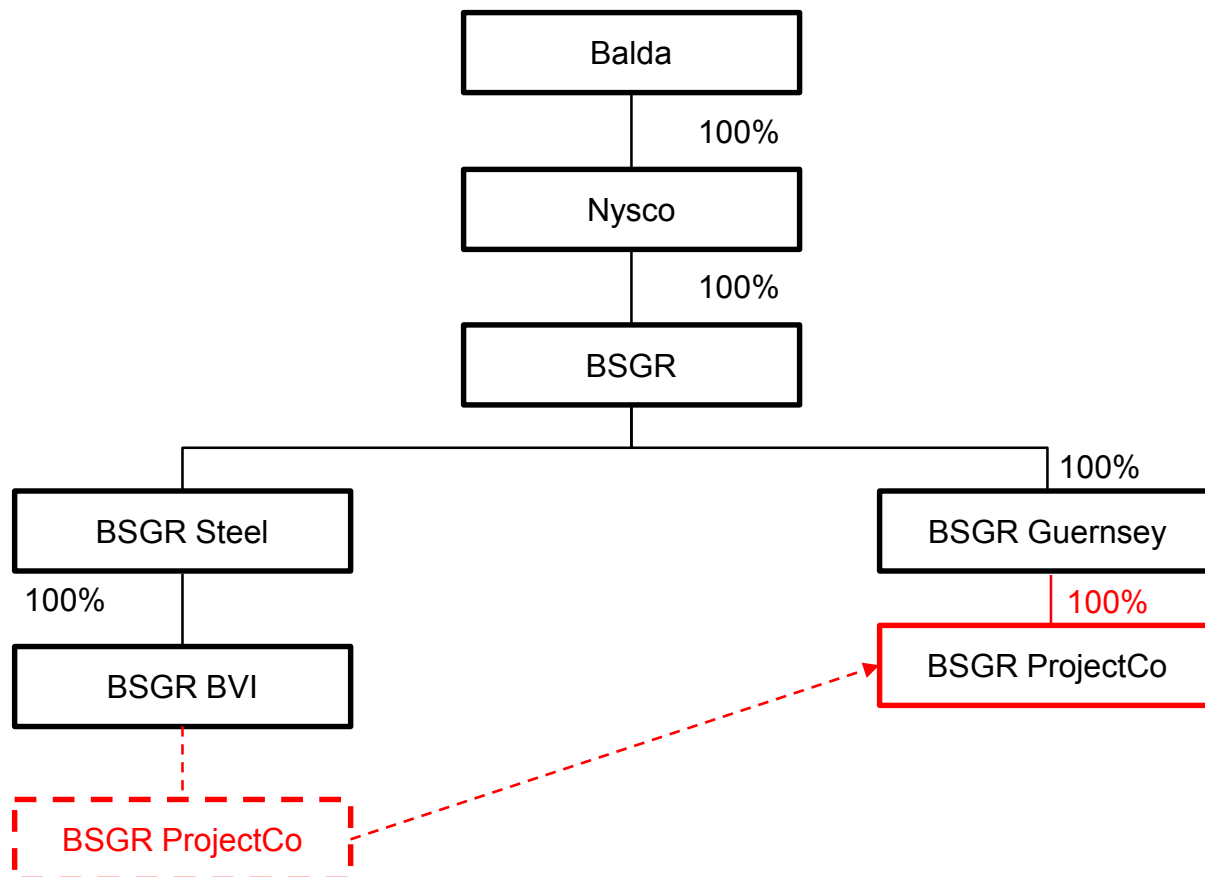 Balda
100%
Nysco
100%
BSGR
100%
BSGR Steel
BSGR Guernsey
100%
100%
BSGR BVI
BSGR ProjectCo
BSGR ProjectCo